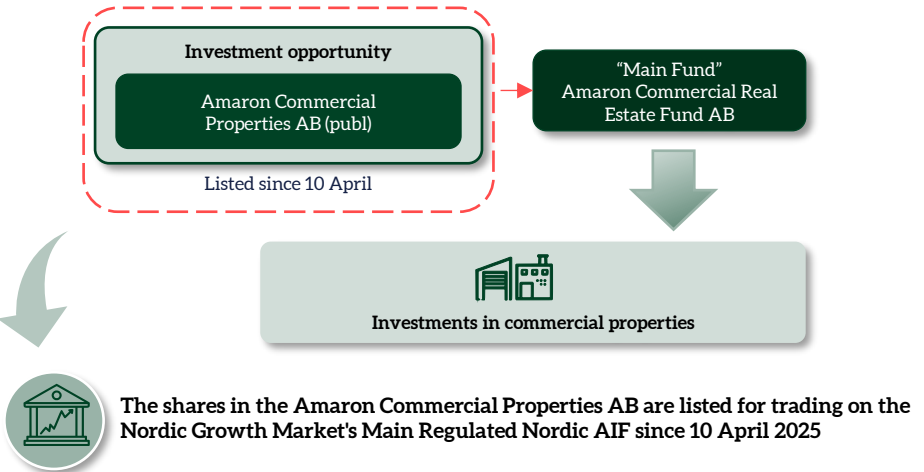 Investment opportunity
Amaron Commercial
Properties AB (publ)
Listed since 10 April
“Main Fund”
Amaron Commercial Real
Estate Fund AB
Investments in commercial properties
The shares in the Amaron Commercial Properties AB are listed for trading on the
Nordic Growth Market's Main Regulated Nordic AIF since 10 April 2025